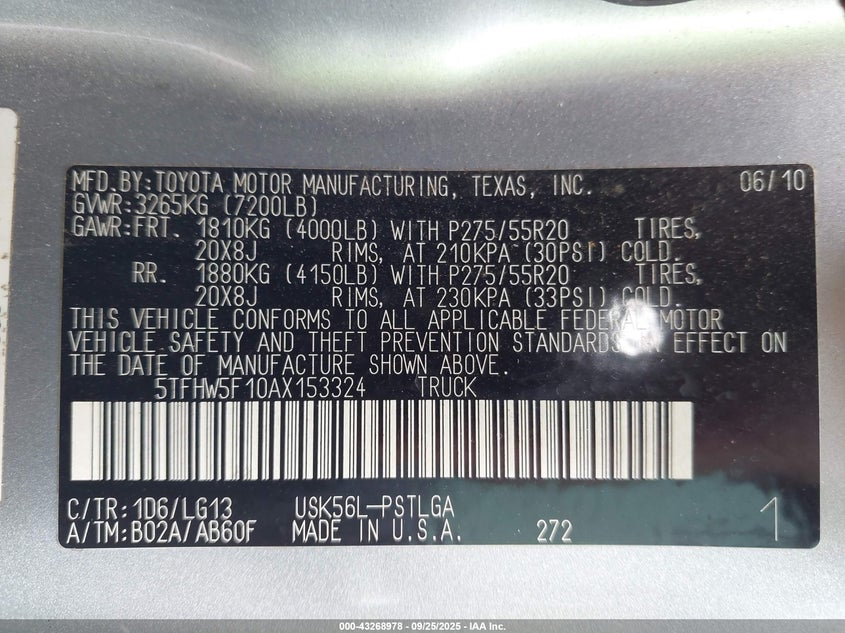 MFD.BY:TOYOTA MOTOR MANUFACTURING, TEXAS, INC. 06/10
GVWR:3265KG (7200LB)
GAWR:FRT. 1810KG (4000LB) WITH P275/55R20 TIRES,
20X8J RIMS, AT 210KPA (30PSI) COLD.
RR. 1880KG (4150LB) WITH P275/55R20 TIRES,
20X8J RIMS, AT 230KPA (33PSI) COLD.
THIS VEHICLE CONFORMS TO ALL APPLICABLE FEDERAL MOTOR
VEHICLE SAFETY AND THEFT PREVENTION STANDARDS IN EFFECT ON
THE DATE OF MANUFACTURE SHOWN ABOVE.
5TFHW5F10AX153324 TRUCK
C/TR:1D6/LG13 USK56L-PSTLGA
A/TM:B02A/AB60F MADE IN U.S.A. 272 1
000-43268978 - 09/25/2025 - IAA Inc.